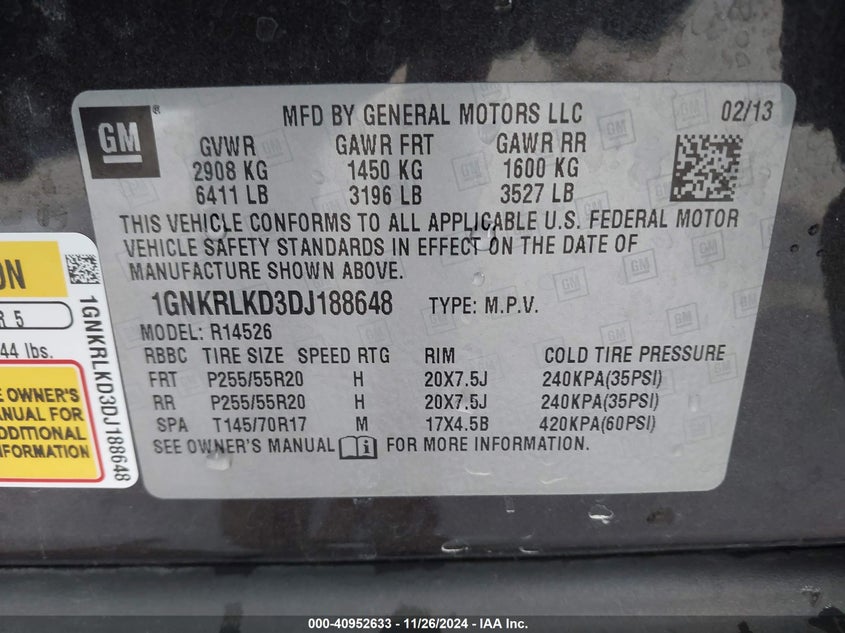 GM
MFD BY GENERAL MOTORS LLC 02/13
GVWR GAWR FRT GAWR RR
2908 KG 1450 KG 1600 KG
6411 LB 3196 LB 3527 LB
THIS VEHICLE CONFORMS TO ALL APPLICABLE U.S. FEDERAL MOTOR
VEHICLE SAFETY STANDARDS IN EFFECT ON THE DATE OF
MANUFACTURE SHOWN ABOVE.
1GNKRLKD3DJ188648 TYPE: M.P.V.
MODEL: R14526
RBBC TIRE SIZE SPEED RTG RIM COLD TIRE PRESSURE
FRT P255/55R20 H 20X7.5J 240KPA(35PSI)
RR P255/55R20 H 20X7.5J 240KPA(35PSI)
SPA T145/70R17 M 17X4.5B 420KPA(60PSI)
SEE OWNER'S MANUAL i FOR MORE INFORMATION.
ON
R 5
44 lbs.
E OWNER'S
ANUAL FOR
DDITIONAL
FORMATION
1GNKRLKD3DJ188648
000-40952633 - 11/26/2024 - IAA Inc.